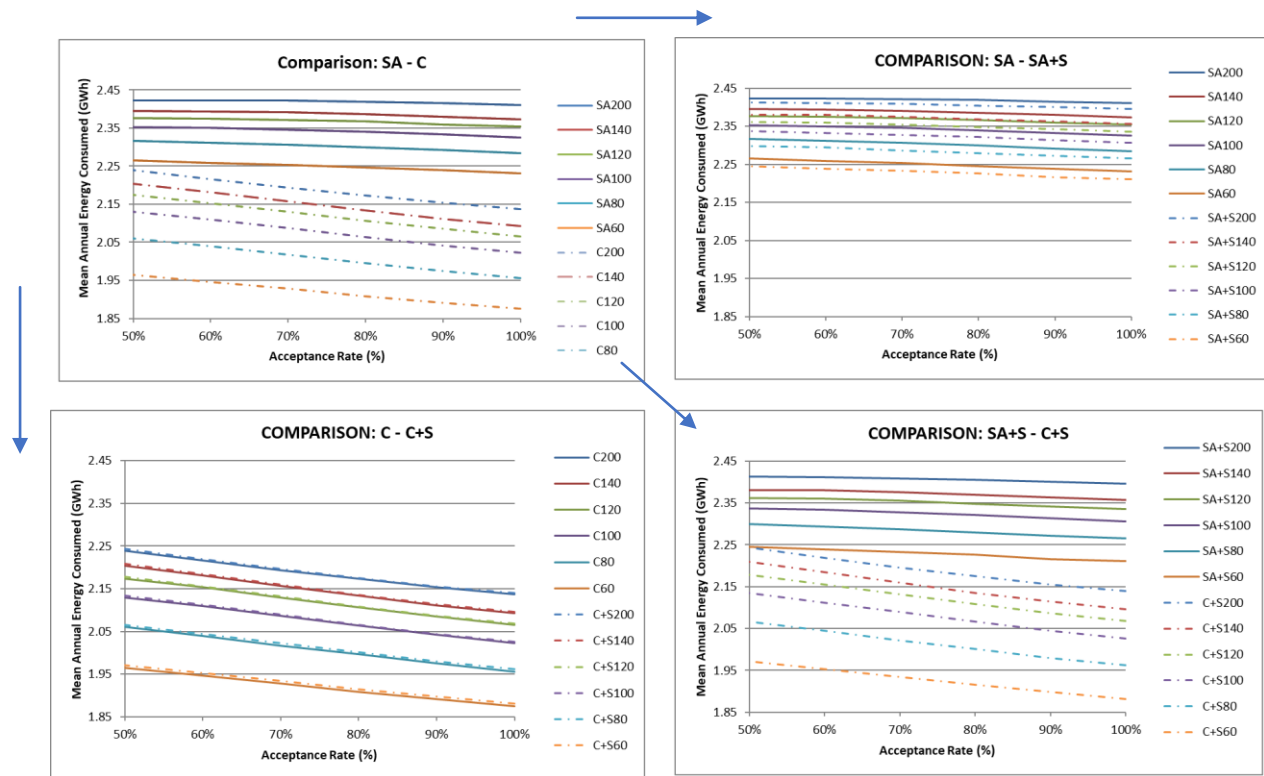 Comparison: SA - C
Mean Annual Energy Consumed (GWh)
2.45
2.35
2.25
2.15
2.05
1.95
1.85
50% 60% 70% 80% 90% 100%
Acceptance Rate (%)
SA200
SA140
SA120
SA100
SA80
SA60
C200
C140
C120
C100
C80
COMPARISON: SA - SA+S
Mean Annual Energy Consumed (GWh)
2.45
2.35
2.25
2.15
2.05
1.95
1.85
50% 60% 70% 80% 90% 100%
Acceptance Rate (%)
SA200
SA140
SA120
SA100
SA80
SA60
SA+S200
SA+S140
SA+S120
SA+S100
SA+S80
SA+S60
COMPARISON: C - C+S
Mean Annual Energy Consumed (GWh)
2.45
2.35
2.25
2.15
2.05
1.95
1.85
50% 60% 70% 80% 90% 100%
Acceptance Rate (%)
C200
C140
C120
C100
C80
C60
C+S200
C+S140
C+S120
C+S100
C+S80
C+S60
COMPARISON: SA+S - C+S
Mean Annual Energy Consumed (GWh)
2.45
2.35
2.25
2.15
2.05
1.95
1.85
50% 60% 70% 80% 90% 100%
Acceptance Rate (%)
SA+S200
SA+S140
SA+S120
SA+S100
SA+S80
SA+S60
C+S200
C+S140
C+S120
C+S100
C+S80
C+S60